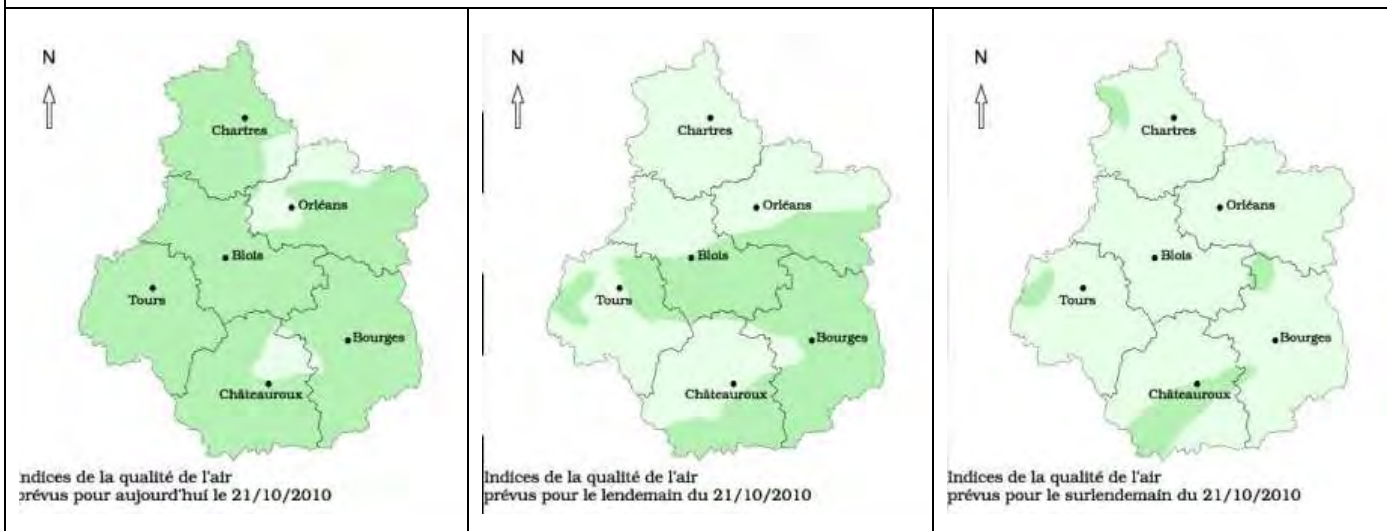 N
Chartres
Orléans
Blois
Tours
Bourges
Châteauroux
ndices de la qualité de l'air
prévus pour aujourd'hui le 21/10/2010
N
Chartres
Orléans
Blois
Tours
Bourges
Châteauroux
Indices de la qualité de l'air
prévus pour le lendemain du 21/10/2010
N
Chartres
Orléans
Blois
Tours
Bourges
Châteauroux
Indices de la qualité de l'air
prévus pour le surlendemain du 21/10/2010